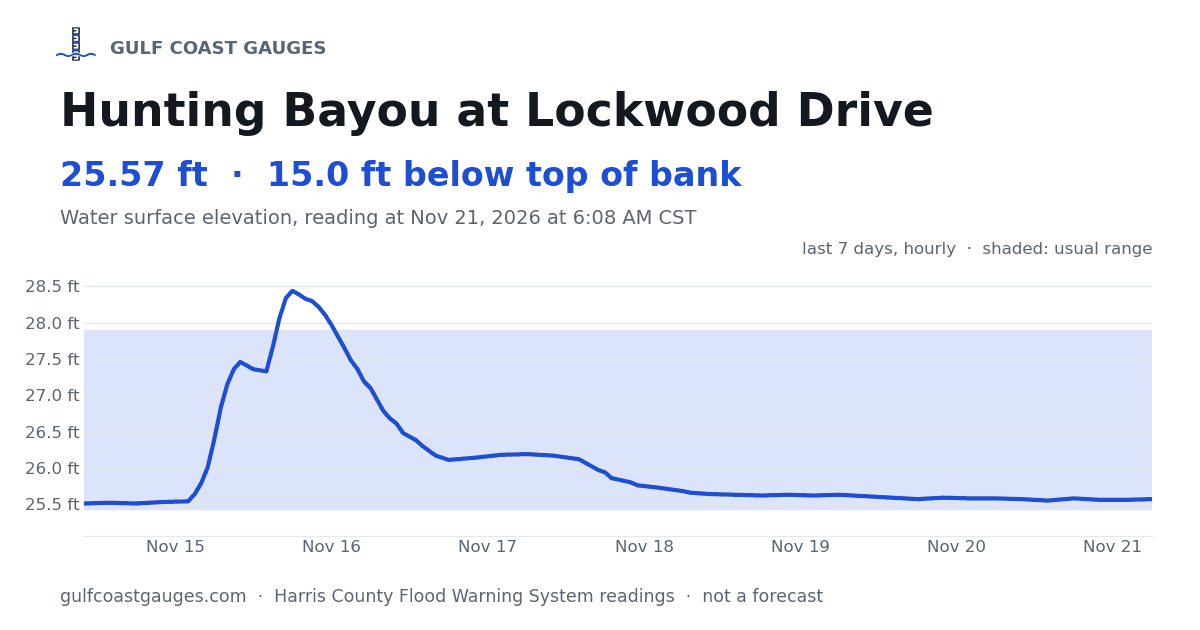 GULF COAST GAUGES
Hunting Bayou at Lockwood Drive
25.57 ft · 15.0 ft below top of bank
Water surface elevation, reading at Nov 21, 2026 at 6:08 AM CST
last 7 days, hourly · shaded: usual range
28.5 ft
28.0 ft
27.5 ft
27.0 ft
26.5 ft
26.0 ft
25.5 ft
Nov 15 Nov 16 Nov 17 Nov 18 Nov 19 Nov 20 Nov 21
gulfcoastgauges.com · Harris County Flood Warning System readings · not a forecast